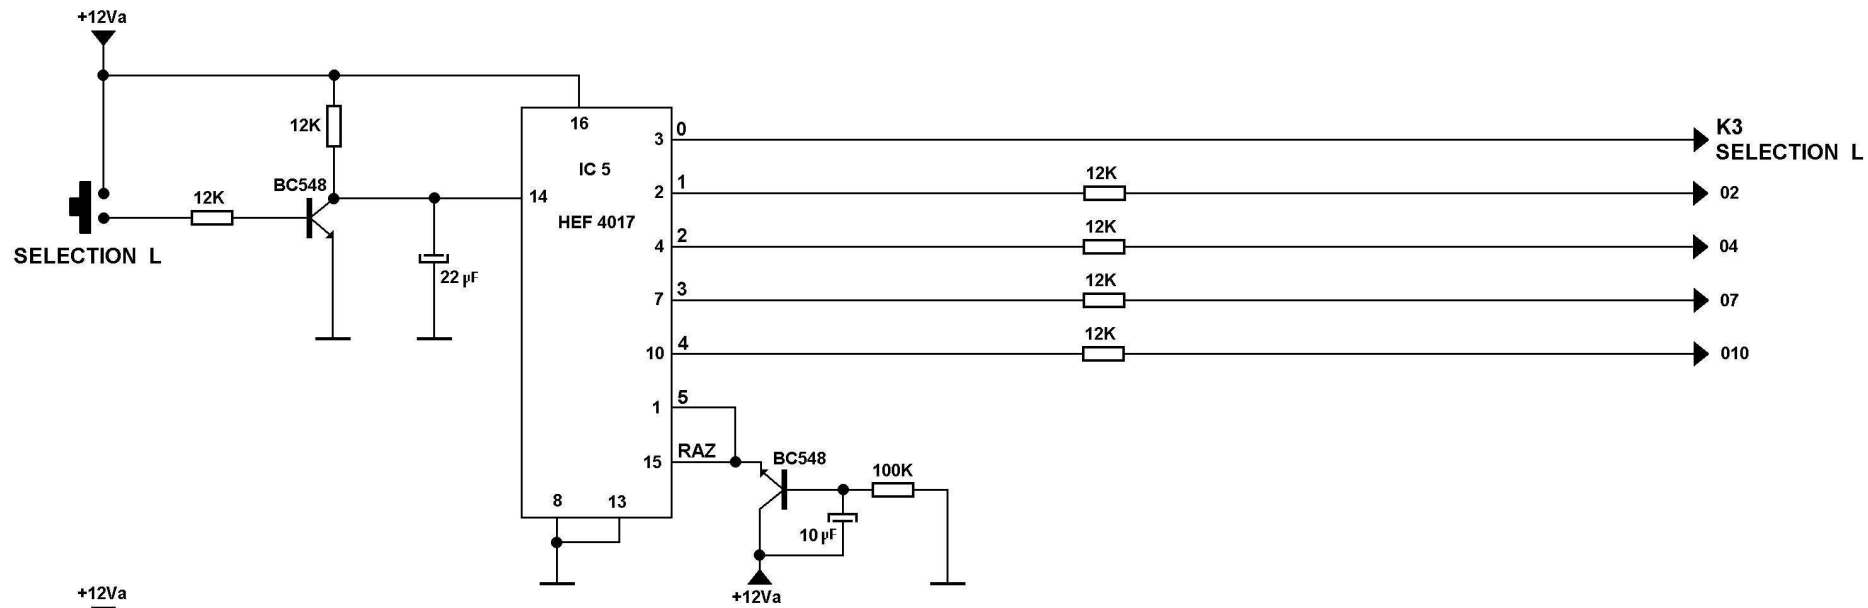 +12Va
12K
16
3
0
K3
SELECTION L
IC 5
12K
BC548
12K
14
2
1
12K
02
HEF 4017
SELECTION L
4
2
12K
04
22 µF
7
3
12K
07
10
4
010
1
5
15
RAZ
BC548
100K
8
13
10 µF
+12Va
+12Va